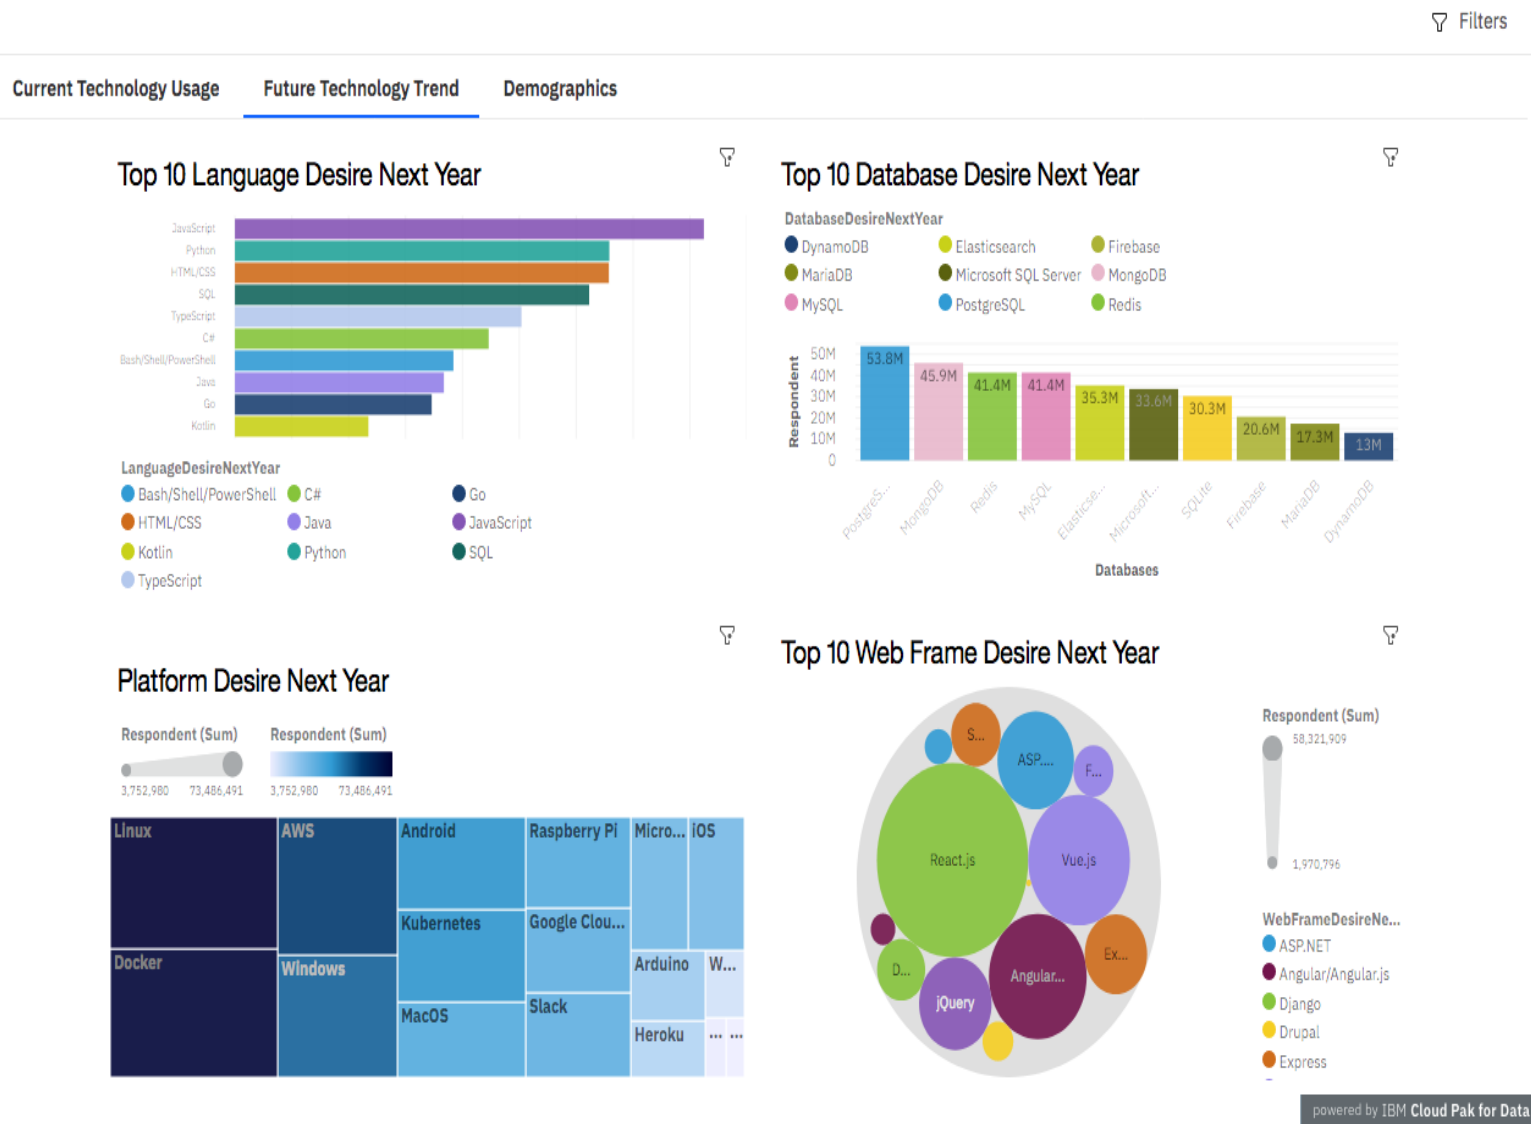 Filters
Current Technology Usage Future Technology Trend Demographics
Top 10 Language Desire Next Year
JavaScript
Python
HTML/CSS
SQL
TypeScript
C#
Bash/Shell/PowerShell
Java
Go
Kotlin
LanguageDesireNextYear
Bash/Shell/PowerShell C# Go
HTML/CSS Java JavaScript
Kotlin Python SQL
TypeScript
Top 10 Database Desire Next Year
DatabaseDesireNextYear
DynamoDB Elasticsearch Firebase
MariaDB Microsoft SQL Server MongoDB
MySQL PostgreSQL Redis
Respondent
50M
40M
30M
20M
10M
0
53.8M 45.9M 41.4M 41.4M 35.3M 33.6M 30.3M 20.6M 17.3M 13M
PostgreS... MongoDB Redis MySQL Elasticse... Microsoft... SQLite Firebase MariaDB DynamoDB
Databases
Platform Desire Next Year
Respondent (Sum) Respondent (Sum)
3,752,980 73,486,491 3,752,980 73,486,491
Linux AWS Android Raspberry Pi Micro... iOS
Kubernetes Google Clou...
Docker Windows Arduino W...
MacOS Slack Heroku ... ...
Top 10 Web Frame Desire Next Year
S...
ASP....
F...
React.js Vue.js
Ex...
D... Angular...
jQuery
Respondent (Sum)
58,321,909
1,970,796
WebFrameDesireNe...
ASP.NET
Angular/Angular.js
Django
Drupal
Express
powered by IBM Cloud Pak for Data